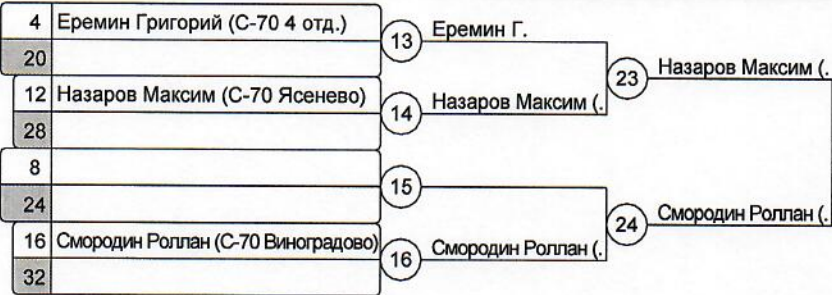 4 Еремин Григорий (С-70 4 отд.)
13 Еремин Г.
20
23 Назаров Максим (.
12 Назаров Максим (С-70 Ясенево)
14 Назаров Максим (.
28
8
15
24
24 Смородин Роллан (.
16 Смородин Роллан (С-70 Виноградово)
16 Смородин Роллан (.
32